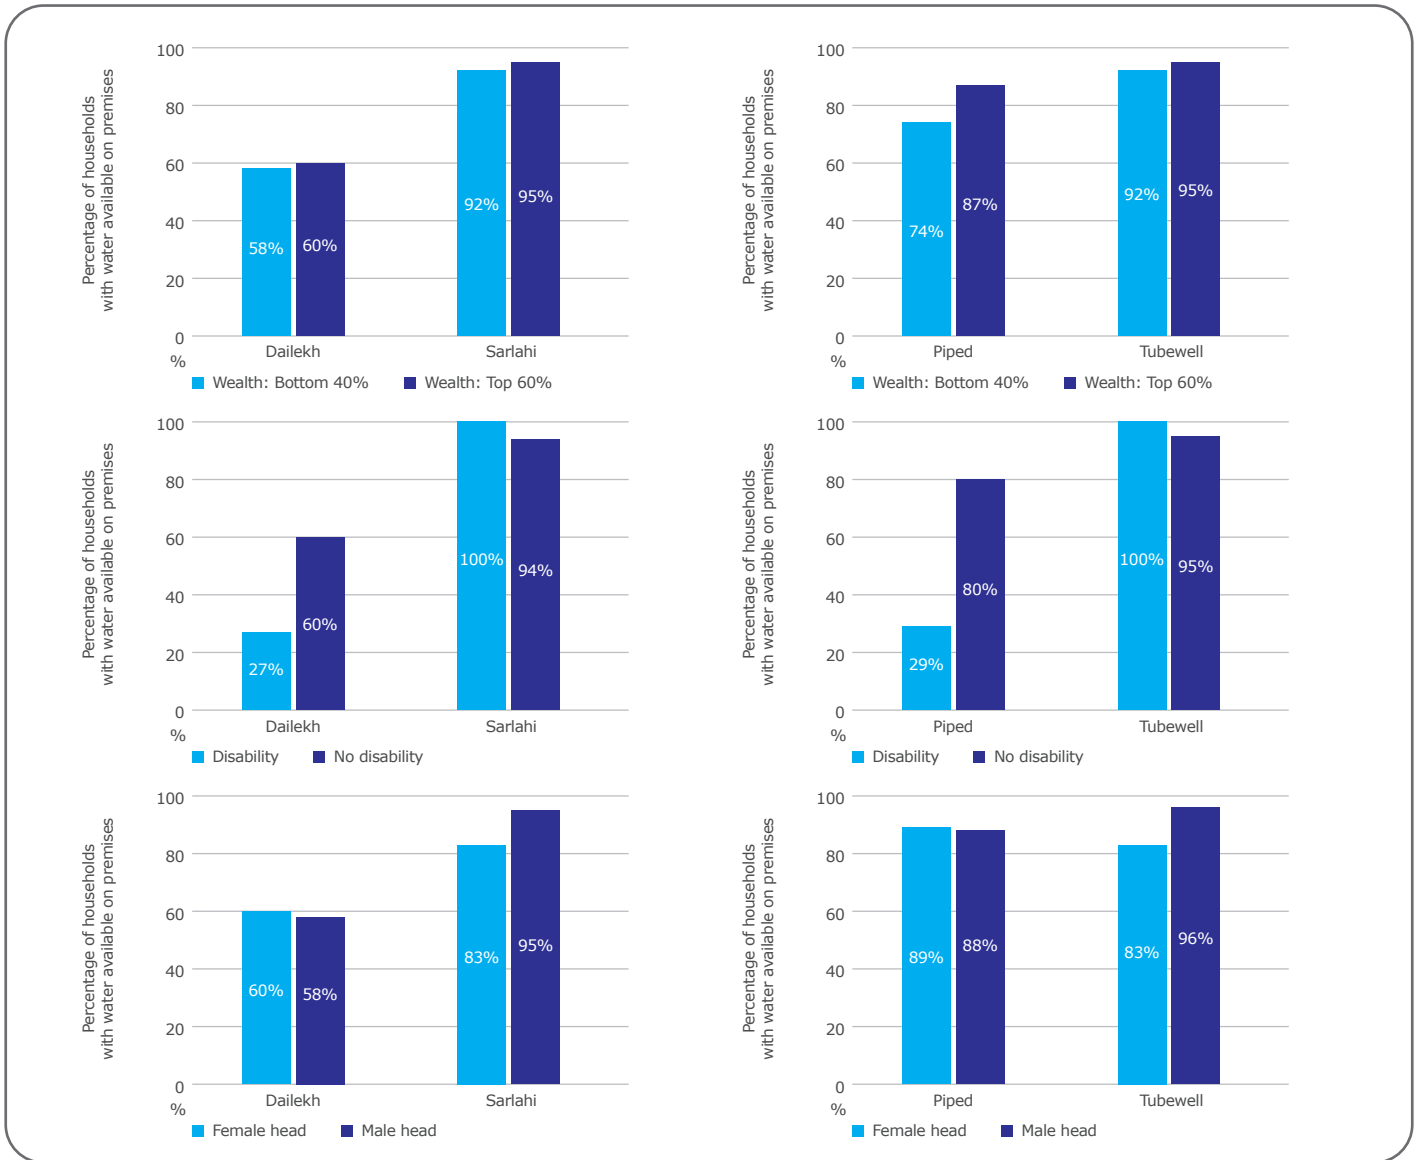 Percentage of households
with water available on premises
100
80
60
40
20
0
%
58%
60%
92%
95%
Dailekh
Sarlahi
Wealth: Bottom 40%
Wealth: Top 60%
Percentage of households
with water available on premises
100
80
60
40
20
0
%
74%
87%
92%
95%
Piped
Tubewell
Wealth: Bottom 40%
Wealth: Top 60%
Percentage of households
with water available on premises
100
80
60
40
20
0
%
27%
60%
100%
94%
Dailekh
Sarlahi
Disability
No disability
Percentage of households
with water available on premises
100
80
60
40
20
0
%
29%
80%
100%
95%
Piped
Tubewell
Disability
No disability
Percentage of households
with water available on premises
100
80
60
40
20
0
%
60%
58%
83%
95%
Dailekh
Sarlahi
Female head
Male head
Percentage of households
with water available on premises
100
80
60
40
20
0
%
89%
88%
83%
96%
Piped
Tubewell
Female head
Male head